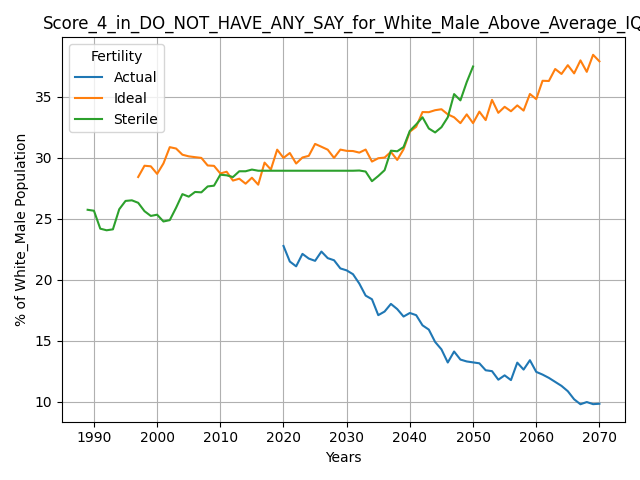 Score_4_in_DO_NOT_HAVE_ANY_SAY_for_White_Male_Above_Average_IQ
Fertility
Actual
Ideal
Sterile
% of White_Male Population
35
30
25
20
15
10
1990 2000 2010 2020 2030 2040 2050 2060 2070
Years